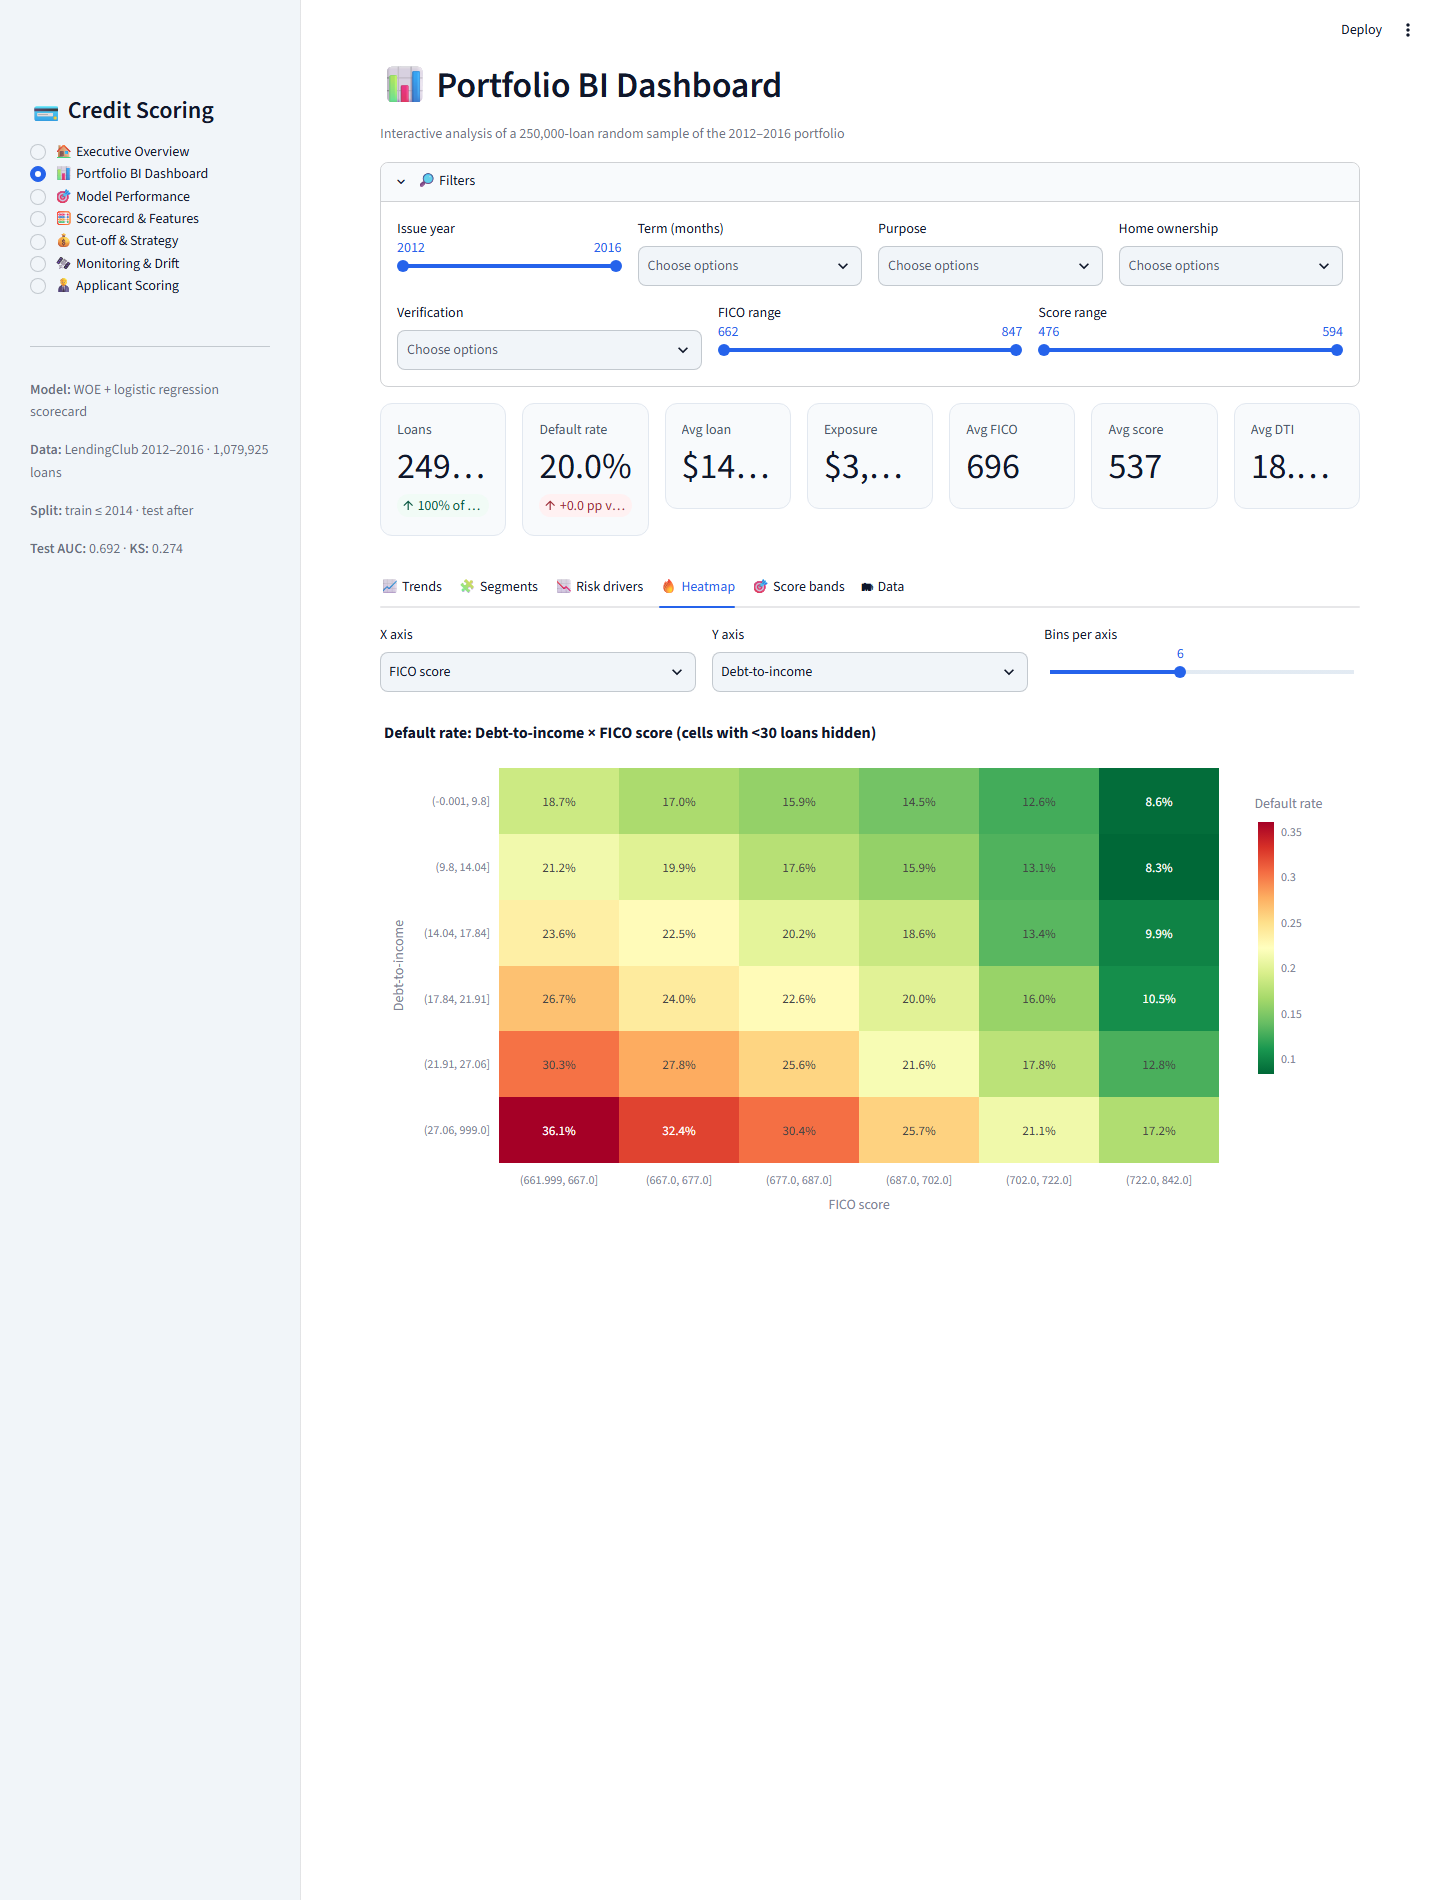 Deploy
Credit Scoring
Executive Overview
Portfolio BI Dashboard
Model Performance
Scorecard & Features
Cut-off & Strategy
Monitoring & Drift
Applicant Scoring
Model: WOE + logistic regression
scorecard
Data: LendingClub 2012–2016 · 1,079,925
loans
Split: train ≤ 2014 · test after
Test AUC: 0.692 · KS: 0.274
Portfolio BI Dashboard
Interactive analysis of a 250,000-loan random sample of the 2012–2016 portfolio
Filters
Issue year Term (months) Purpose Home ownership
2012 2016
Choose options Choose options Choose options
Verification FICO range Score range
662 847 476 594
Choose options
Loans Default rate Avg loan Exposure Avg FICO Avg score Avg DTI
249… 20.0% $14… $3,… 696 537 18.…
↑ 100% of … ↑ +0.0 pp v…
Trends Segments Risk drivers Heatmap Score bands Data
X axis Y axis Bins per axis
6
FICO score Debt-to-income
Default rate: Debt-to-income × FICO score (cells with <30 loans hidden)
(-0.001, 9.8] 18.7% 17.0% 15.9% 14.5% 12.6% 8.6%
(9.8, 14.04] 21.2% 19.9% 17.6% 15.9% 13.1% 8.3%
(14.04, 17.84] 23.6% 22.5% 20.2% 18.6% 13.4% 9.9%
(17.84, 21.91] 26.7% 24.0% 22.6% 20.0% 16.0% 10.5%
(21.91, 27.06] 30.3% 27.8% 25.6% 21.6% 17.8% 12.8%
(27.06, 999.0] 36.1% 32.4% 30.4% 25.7% 21.1% 17.2%
Debt-to-income
(661.999, 667.0] (667.0, 677.0] (677.0, 687.0] (687.0, 702.0] (702.0, 722.0] (722.0, 842.0]
FICO score
Default rate
0.35
0.3
0.25
0.2
0.15
0.1